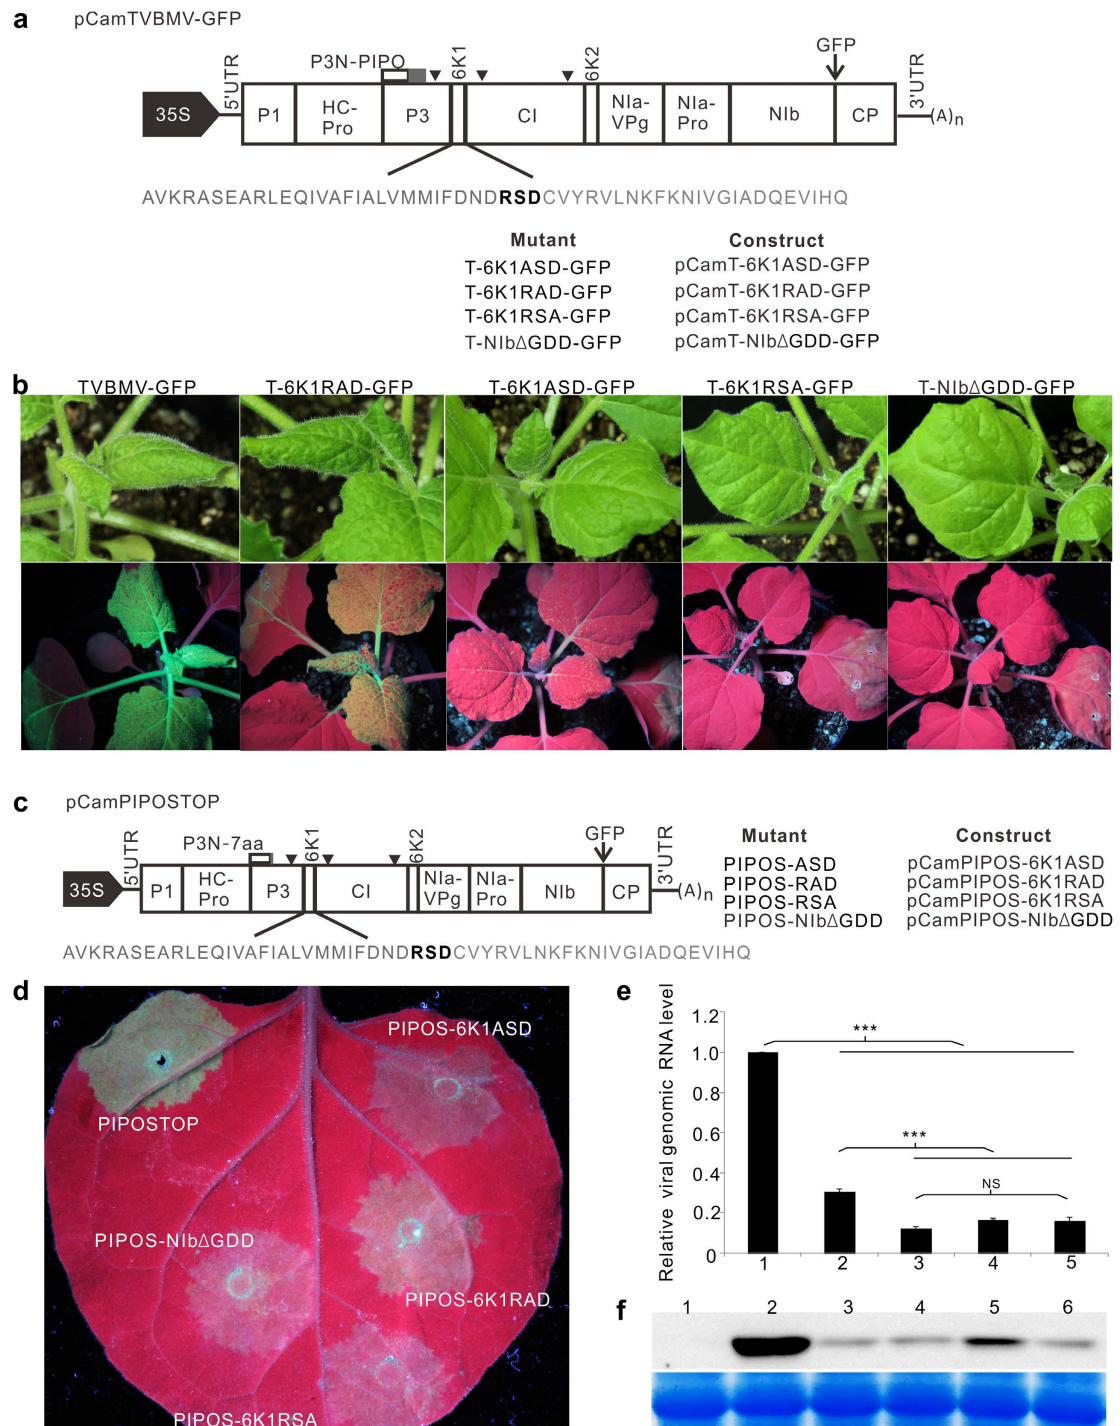 a
pCamTVBMV-GFP
P3N-PIPO
5'UTR
6K1
6K2
GFP
3'UTR
35S
P1
HC-
Pro
P3
CI
NIa-
VPg
NIa-
Pro
NIb
CP
(A)n
AVKRASEARLEQIVAFIALVMMIFDNDRSDCVYRVLNKFKNIVGIADQEVIHQ
Mutant
Construct
T-6K1ASD-GFP
pCamT-6K1ASD-GFP
T-6K1RAD-GFP
pCamT-6K1RAD-GFP
T-6K1RSA-GFP
pCamT-6K1RSA-GFP
T-NIbΔGDD-GFP
pCamT-NIbΔGDD-GFP
b
TVBMV-GFP
T-6K1RAD-GFP
T-6K1ASD-GFP
T-6K1RSA-GFP
T-NIbΔGDD-GFP
c
pCamPIPOSTOP
P3N-7aa
5'UTR
6K1
6K2
GFP
3'UTR
35S
P1
HC-
Pro
P3
CI
NIa-
VPg
NIa-
Pro
NIb
CP
(A)n
AVKRASEARLEQIVAFIALVMMIFDNDRSDCVYRVLNKFKNIVGIADQEVIHQ
Mutant
Construct
PIPOS-ASD
pCamPIPOS-6K1ASD
PIPOS-RAD
pCamPIPOS-6K1RAD
PIPOS-RSA
pCamPIPOS-6K1RSA
PIPOS-NIbΔGDD
pCamPIPOS-NIbΔGDD
d
PIPOS-6K1ASD
PIPOSTOP
PIPOS-NIbΔGDD
PIPOS-6K1RAD
PIPOS-6K1RSA
e
Relative viral genomic RNA level
1.2
1.0
0.8
0.6
0.4
0.2
0
***
***
NS
1 2 3 4 5
f
1 2 3 4 5 6